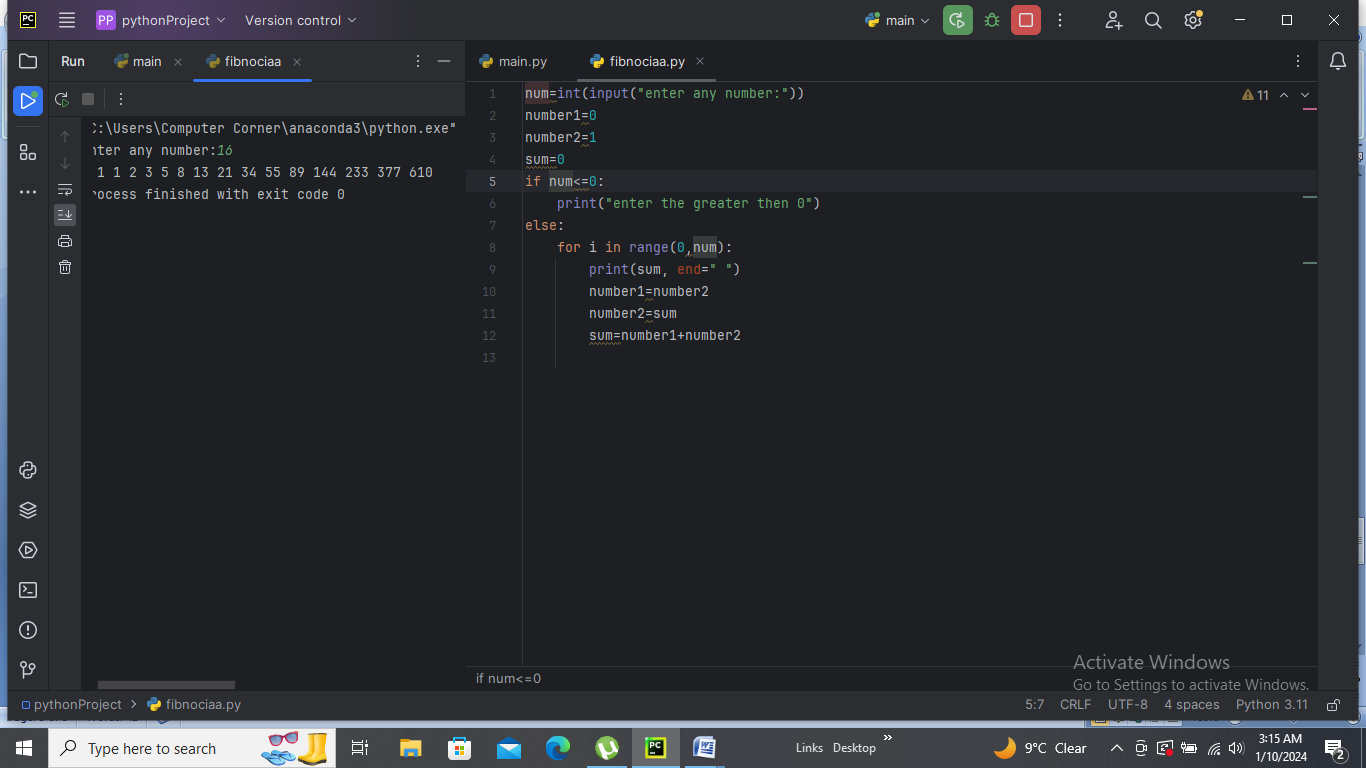 PC PP pythonProject Version control main
Run main fibnociaa
main.py fibnociaa.py
:\Users\Computer Corner\anaconda3\python.exe"
nter any number:16
1 1 2 3 5 8 13 21 34 55 89 144 233 377 610
rocess finished with exit code 0
11
1 num=int(input("enter any number:"))
2 number1=0
3 number2=1
4 sum=0
5 if num<=0:
6 print("enter the greater then 0")
7 else:
8 for i in range(0,num):
9 print(sum, end=" ")
10 number1=number2
11 number2=sum
12 sum=number1+number2
13
if num<=0
Activate Windows
Go to Settings to activate Windows.
pythonProject fibnociaa.py 5:7 CRLF UTF-8 4 spaces Python 3.11
Type here to search PC Links Desktop 9°C Clear 3:15 AM
1/10/2024 2